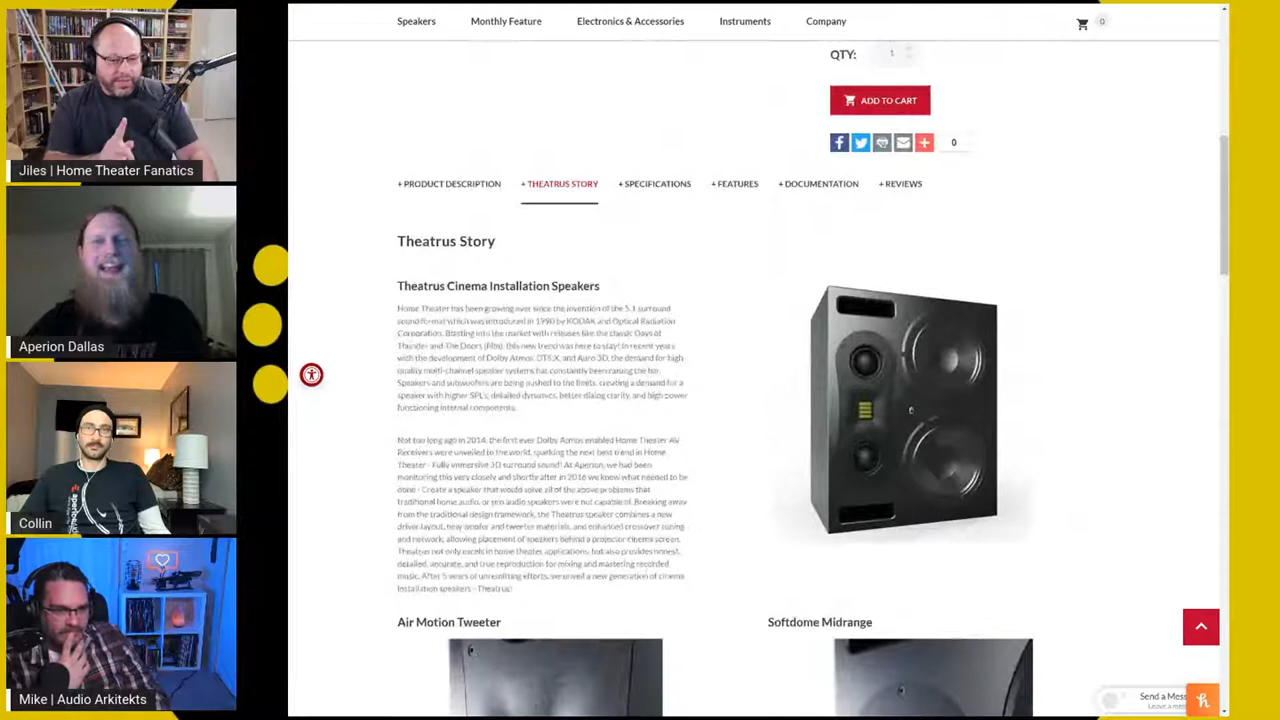 Jiles | Home Theater Fanatics
Aperion Dallas
Collin
Mike | Audio Arkitekts
Speakers
Monthly Feature
Electronics & Accessories
Instruments
Company
0
QTY:
1
ADD TO CART
0
+ PRODUCT DESCRIPTION
+ THEATRUS STORY
+ SPECIFICATIONS
+ FEATURES
+ DOCUMENTATION
+ REVIEWS
Theatrus Story
Theatrus Cinema Installation Speakers
Home Theater has been growing ever since the invention of the 5.1 surround
sound format which was introduced in 1990 by KODAK and Optical Radiation
Corporation. Blasting into the market with releases like the classic Days of
Thunder and The Doors (film), this new trend was here to stay! In recent years
with the development of Dolby Atmos, DTS:X, and Auro 3D, the demand for high
quality multi-channel speaker systems has constantly been raising the bar.
Speakers and subwoofers are being pushed to the limits, creating a demand for a
speaker with higher SPL's, detailed dynamics, better dialog clarity, and high power
functioning internal components.
Not too long ago in 2014, the first ever Dolby Atmos enabled Home Theater AV
Receivers were unveiled to the world, sparking the next best trend in Home
Theater - Fully immersive 3D surround sound! At Aperion, we had been
monitoring this very closely and shortly after in 2016 we knew what needed to be
done - Create a speaker that would solve all of the above problems that
traditional home audio, or pro audio speakers were not capable of. Breaking away
from the traditional design framework, the Theatrus speaker combines a new
driver layout, new woofer and tweeter materials, and enhanced crossover tuning
and network, allowing placement of speakers behind a projector cinema screen.
Theatrus not only excels in home theater applications, but also provides honest,
detailed, accurate, and true reproduction for mixing and mastering recorded
music. After 5 years of unremitting efforts, we unveil a new generation of cinema
installation speakers - Theatrus!
Air Motion Tweeter
Softdome Midrange
Send a Mess
Leave a mes
h